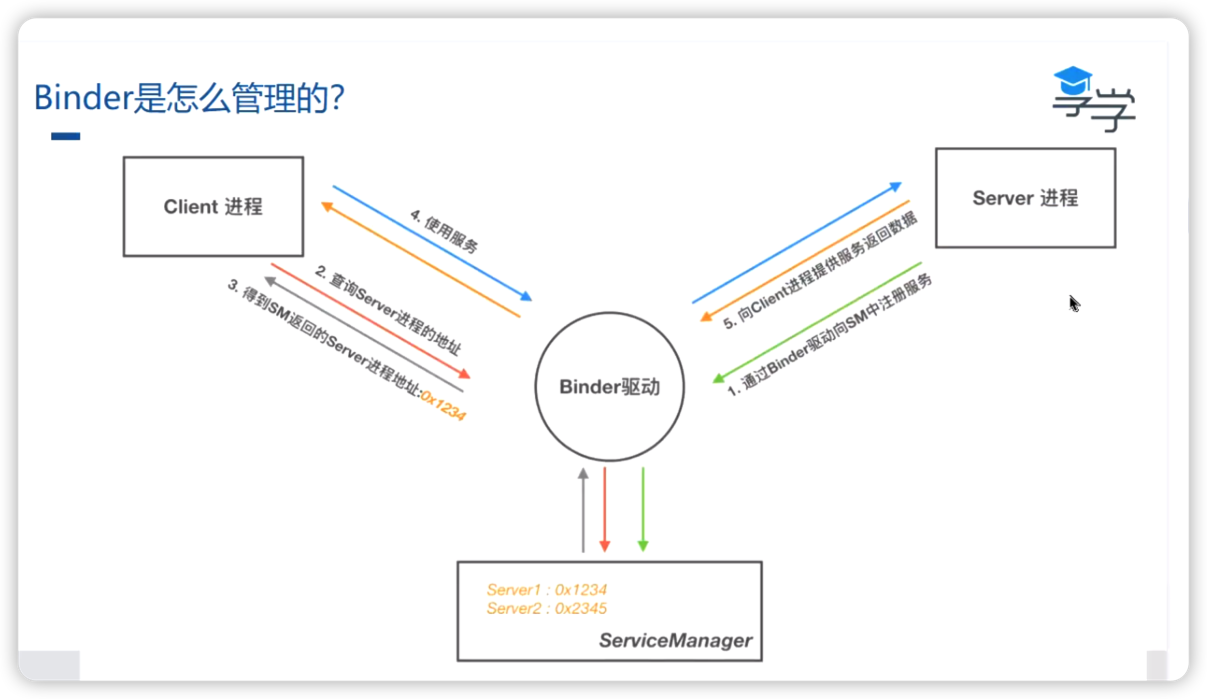 Binder是怎么管理的?
享学
Client 进程
Server 进程
4. 使用服务
2. 查询Server进程的地址
3. 得到SM返回的Server进程地址:0x1234
5. 向Client进程提供服务返回数据
1. 通过Binder驱动向SM中注册服务
Binder驱动
Server1 : 0x1234
Server2 : 0x2345
ServiceManager